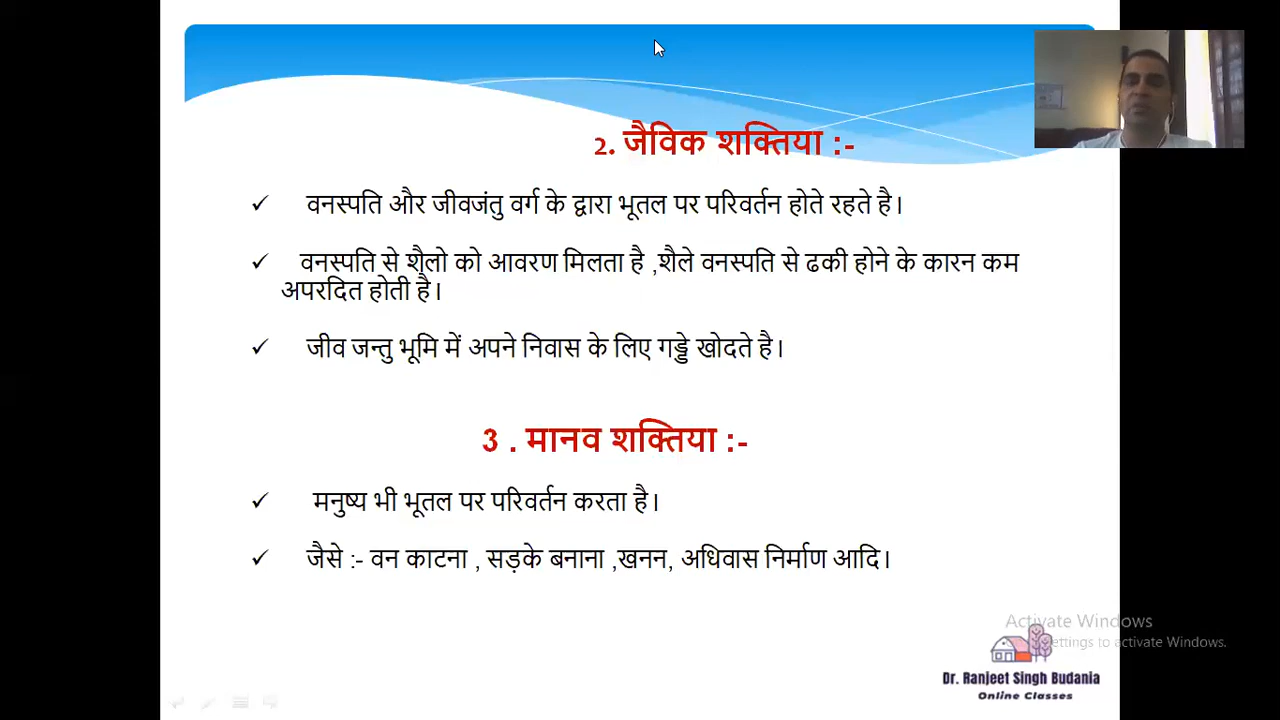 2. जैविक शक्तिया :-
✓ वनस्पति और जीवजंतु वर्ग के द्वारा भूतल पर परिवर्तन होते रहते है।
✓ वनस्पति से शैलो को आवरण मिलता है ,शैले वनस्पति से ढकी होने के कारन कम
अपरदित होती है।
✓ जीव जन्तु भूमि में अपने निवास के लिए गड्डे खोदते है।
3 . मानव शक्तिया :-
✓ मनुष्य भी भूतल पर परिवर्तन करता है।
✓ जैसे :- वन काटना , सड़के बनाना ,खनन, अधिवास निर्माण आदि।
Activate Windows
ettings to activate Windows.
Dr. Ranjeet Singh Budania
Online Classes